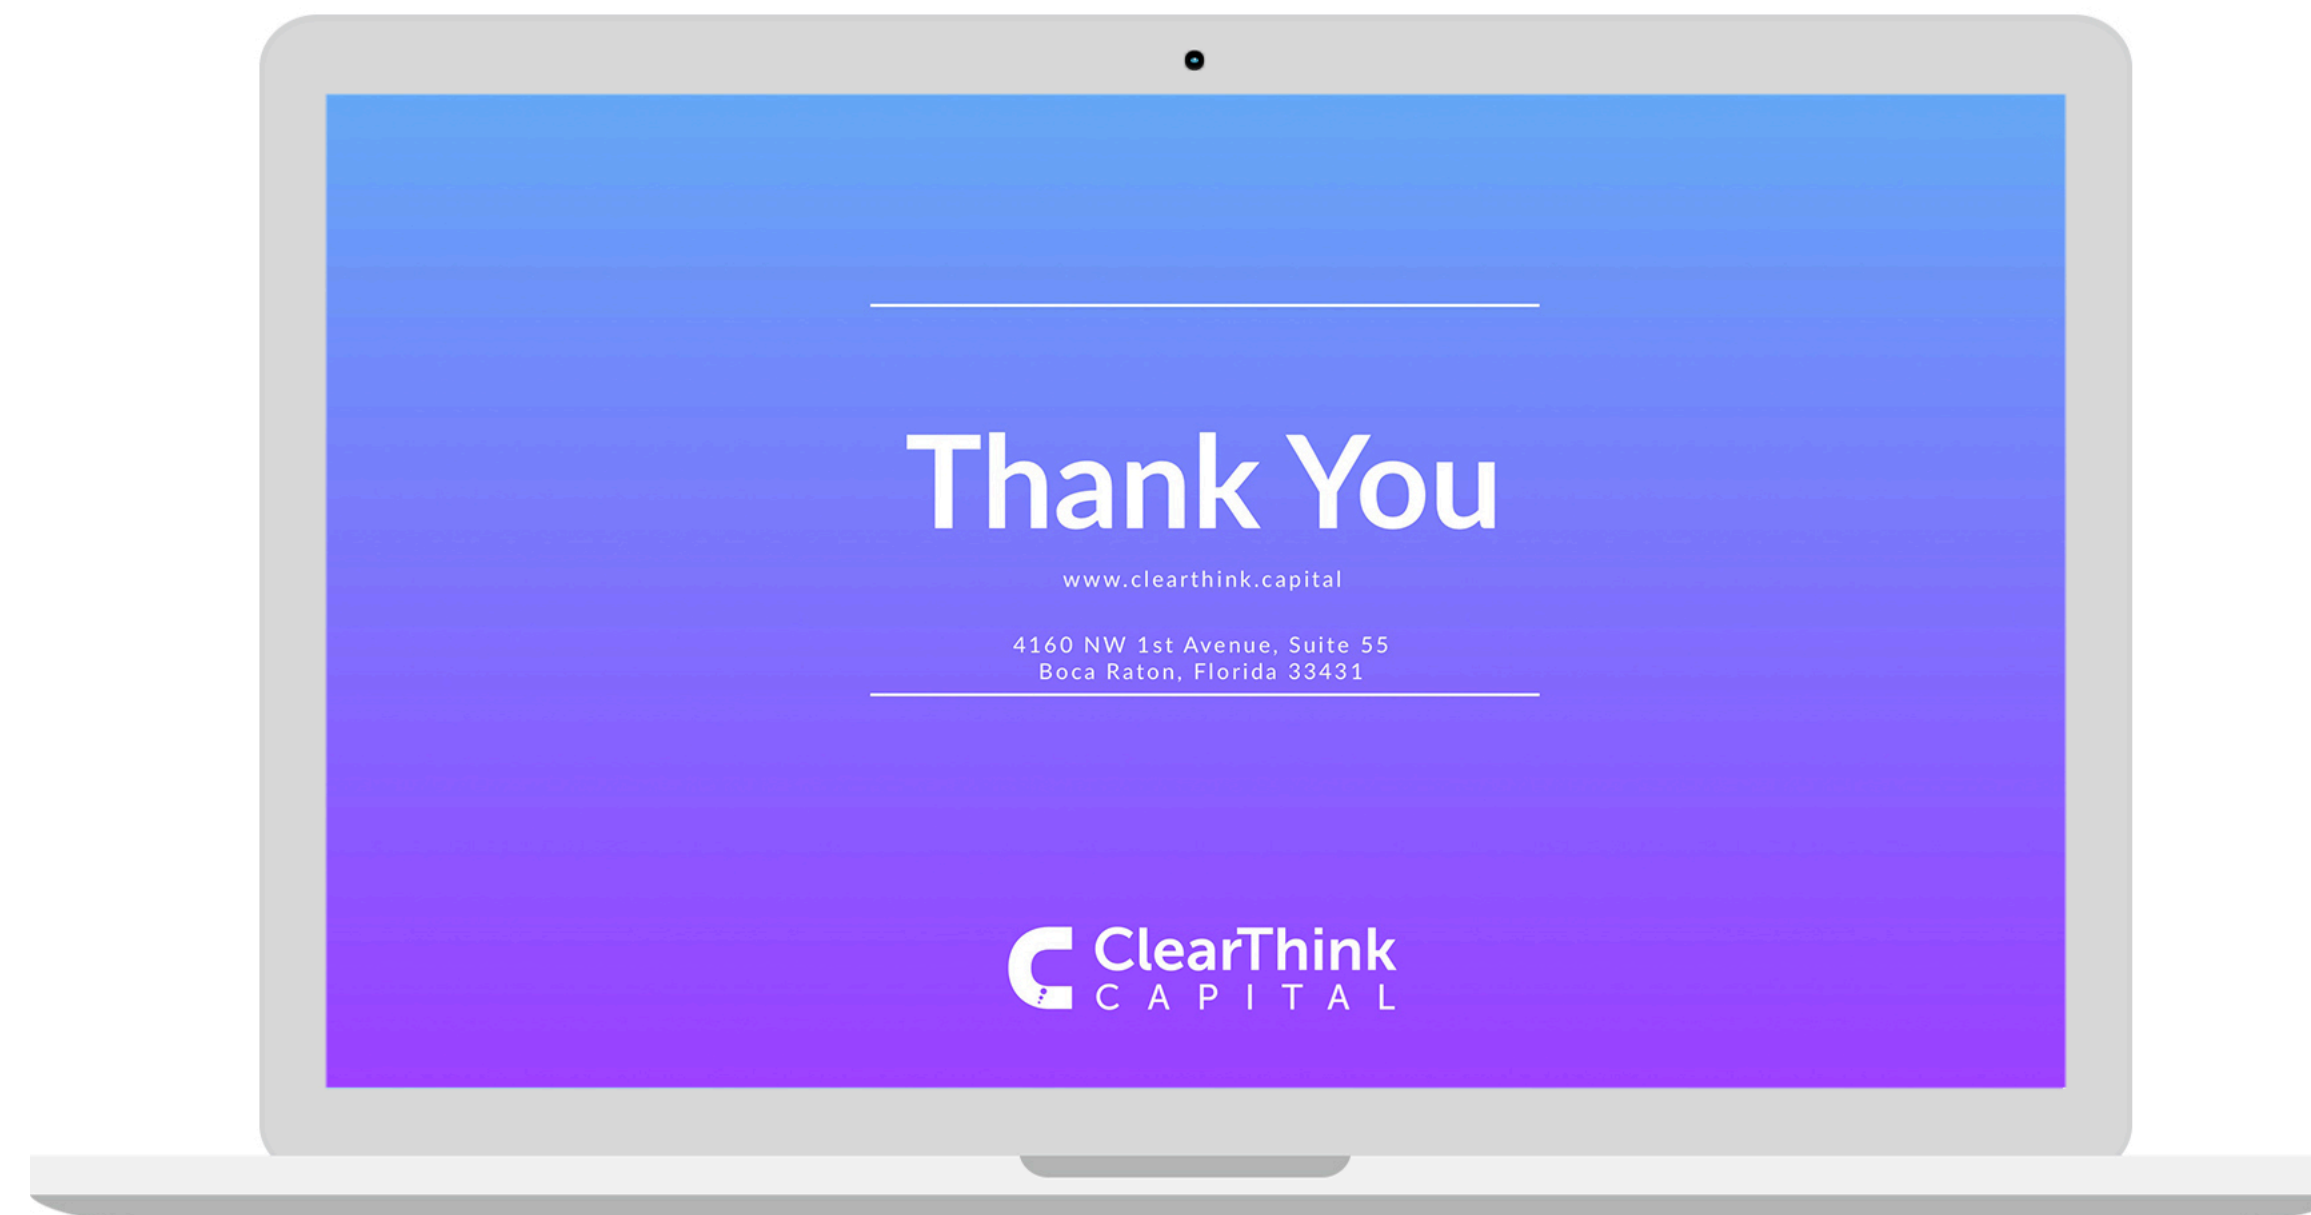 Thank You
www.clearthink.capital
4160 NW 1st Avenue, Suite 55
Boca Raton, Florida 33431
ClearThink
CAPITAL